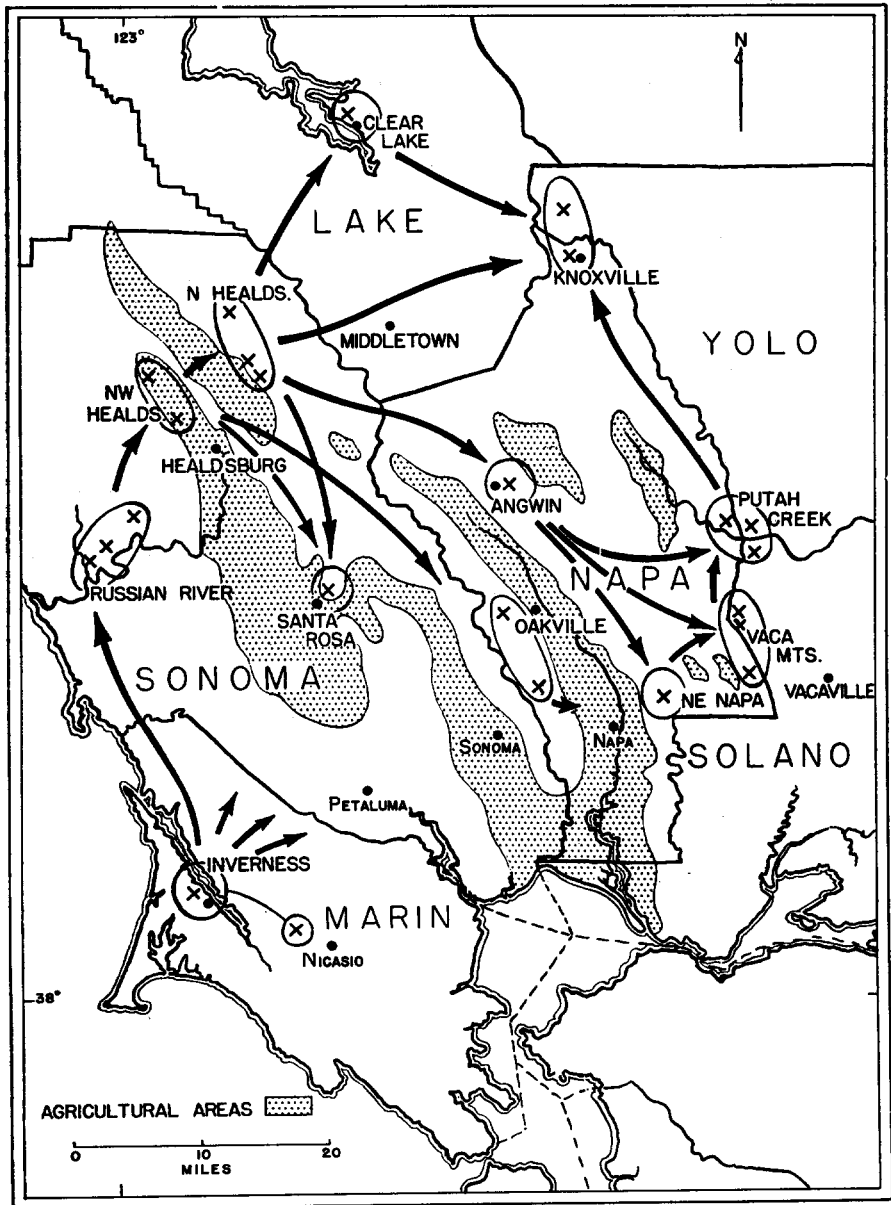 123°
N
CLEAR
LAKE
LAKE
N HEALDS.
KNOXVILLE
MIDDLETOWN
YOLO
NW
HEALDS.
HEALDSBURG
ANGWIN
PUTAH
CREEK
RUSSIAN RIVER
NAPA
SANTA
ROSA
OAKVILLE
VACA
MTS.
SONOMA
NE NAPA
VACAVILLE
SONOMA
NAPA
SOLANO
PETALUMA
INVERNESS
MARIN
NICASIO
38°
AGRICULTURAL AREAS
0 10 20
MILES